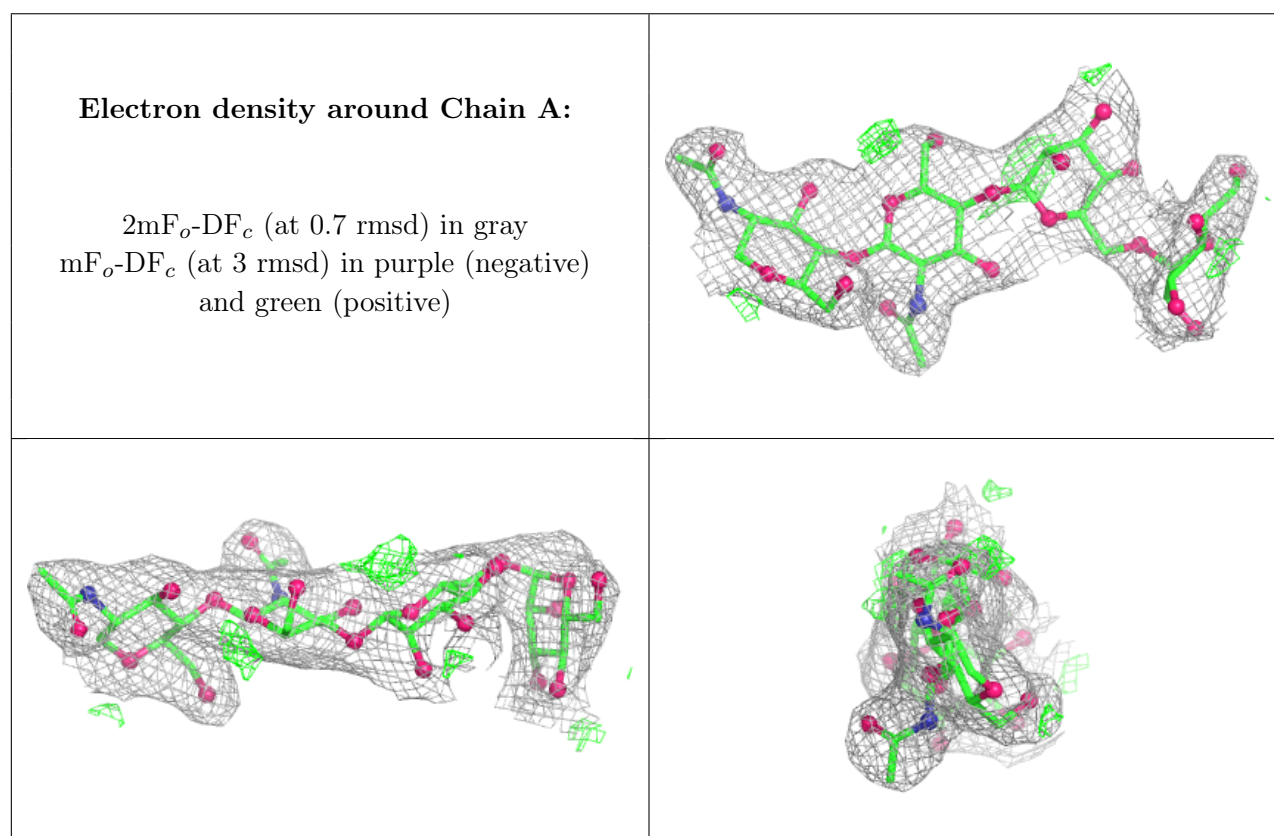 Electron density around Chain A:
2mFo-DFc (at 0.7 rmsd) in gray
mFo-DFc (at 3 rmsd) in purple (negative)
and green (positive)